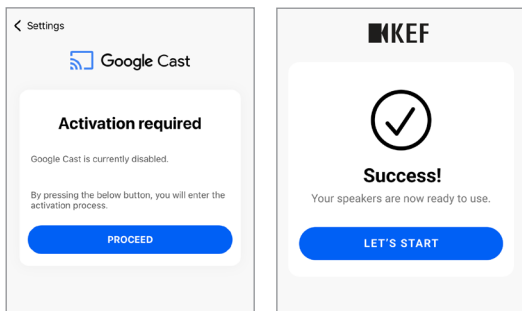 Settings
Google Cast
Activation required
Google Cast is currently disabled.
By pressing the below button, you will enter the
activation process.
PROCEED
KEF
Success!
Your speakers are now ready to use.
LET'S START